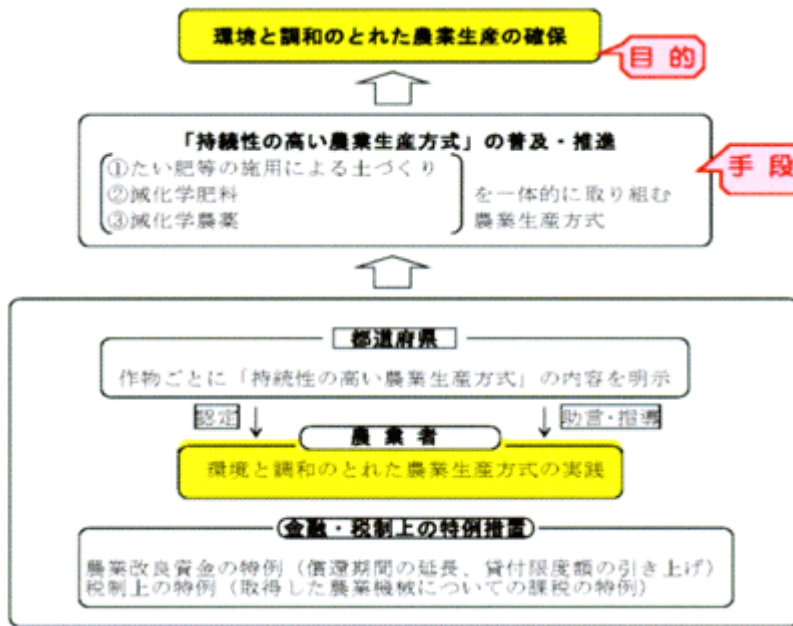 環境と調和のとれた農業生産の確保
目的
「持続性の高い農業生産方式」の普及・推進
①たい肥等の施用による土づくり
②減化学肥料
③減化学農薬
を一体的に取り組む
農業生産方式
手段
都道府県
作物ごとに「持続性の高い農業生産方式」の内容を明示
認定
助言・指導
農業者
環境と調和のとれた農業生産方式の実践
金融・税制上の特例措置
農業改良資金の特例（償還期間の延長、貸付限度額の引き上げ）
税制上の特例（取得した農業機械についての課税の特例）